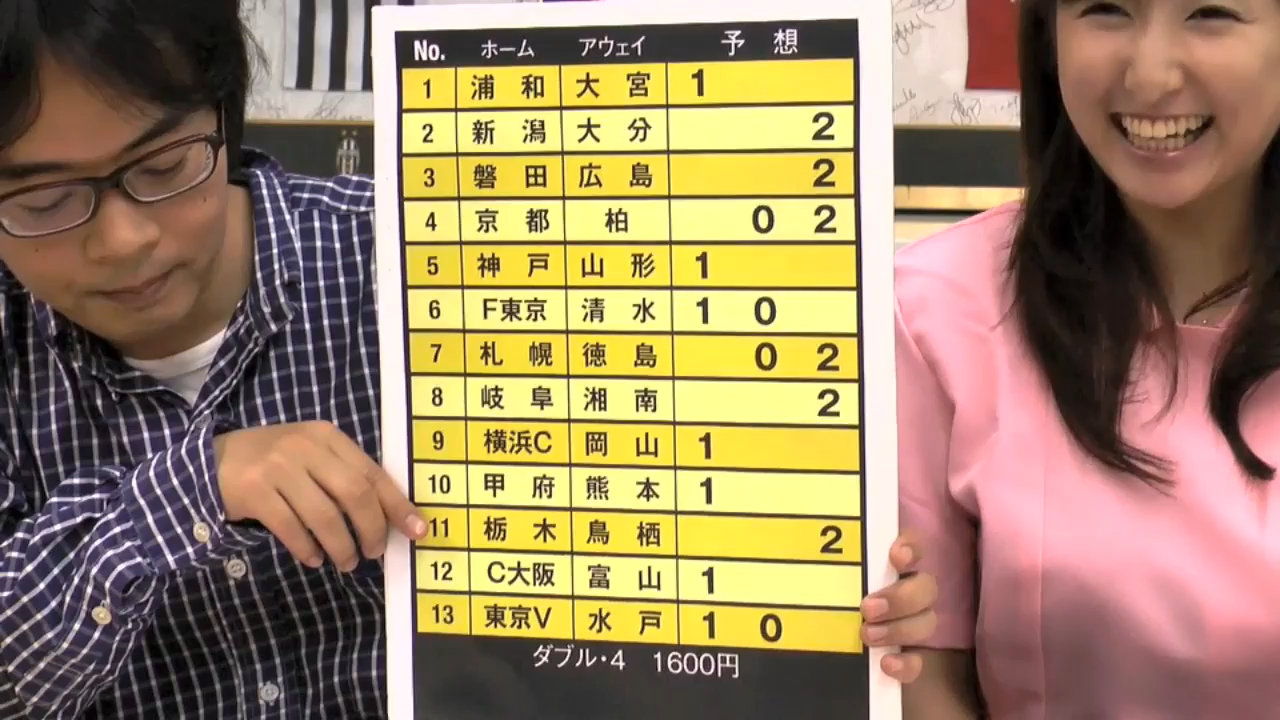 No. ホーム アウェイ 予想
1 浦和 大宮 1
2 新潟 大分 2
3 磐田 広島 2
4 京都 柏 0 2
5 神戸 山形 1
6 F東京 清水 1 0
7 札幌 徳島 0 2
8 岐阜 湘南 2
9 横浜C 岡山 1
10 甲府 熊本 1
11 栃木 鳥栖 2
12 C大阪 富山 1
13 東京V 水戸 1 0
ダブル・4 1600円